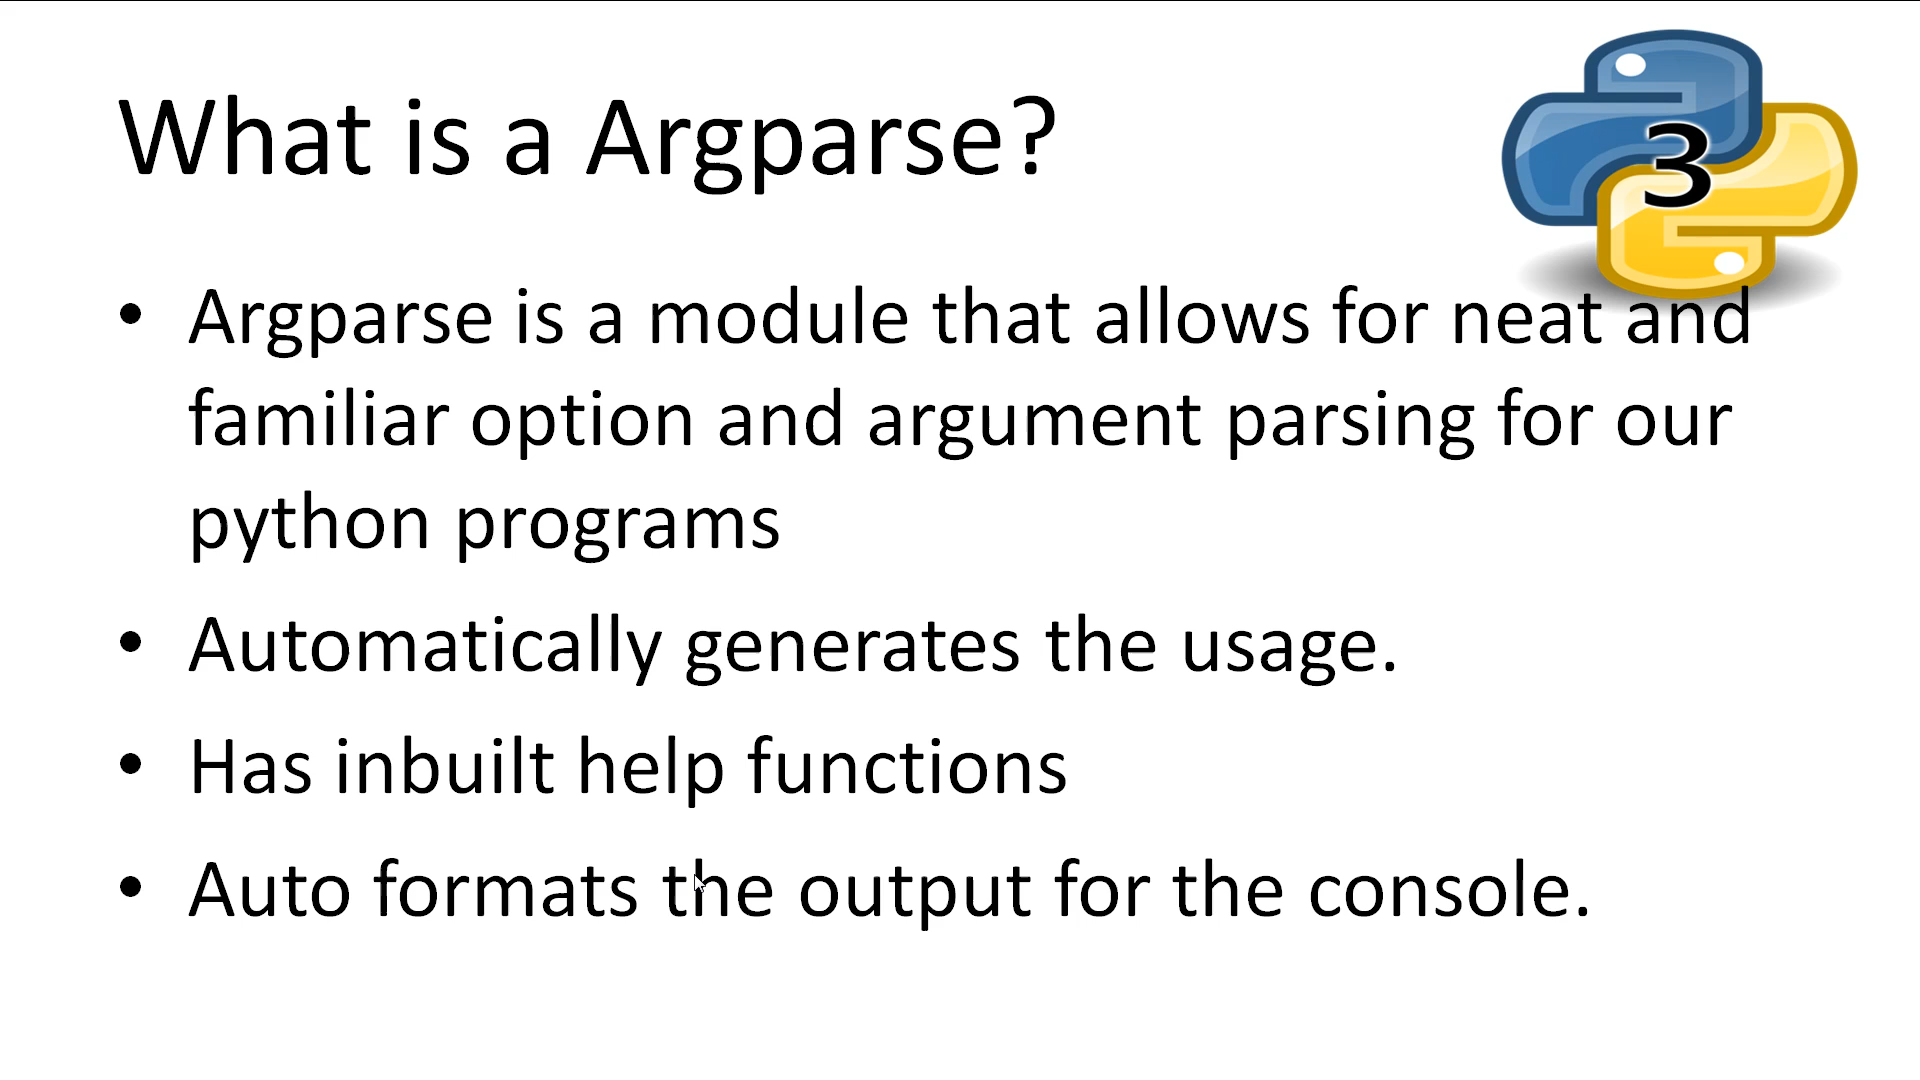 What is a Argparse?
3
• Argparse is a module that allows for neat and
familiar option and argument parsing for our
python programs
• Automatically generates the usage.
• Has inbuilt help functions
• Auto formats the output for the console.